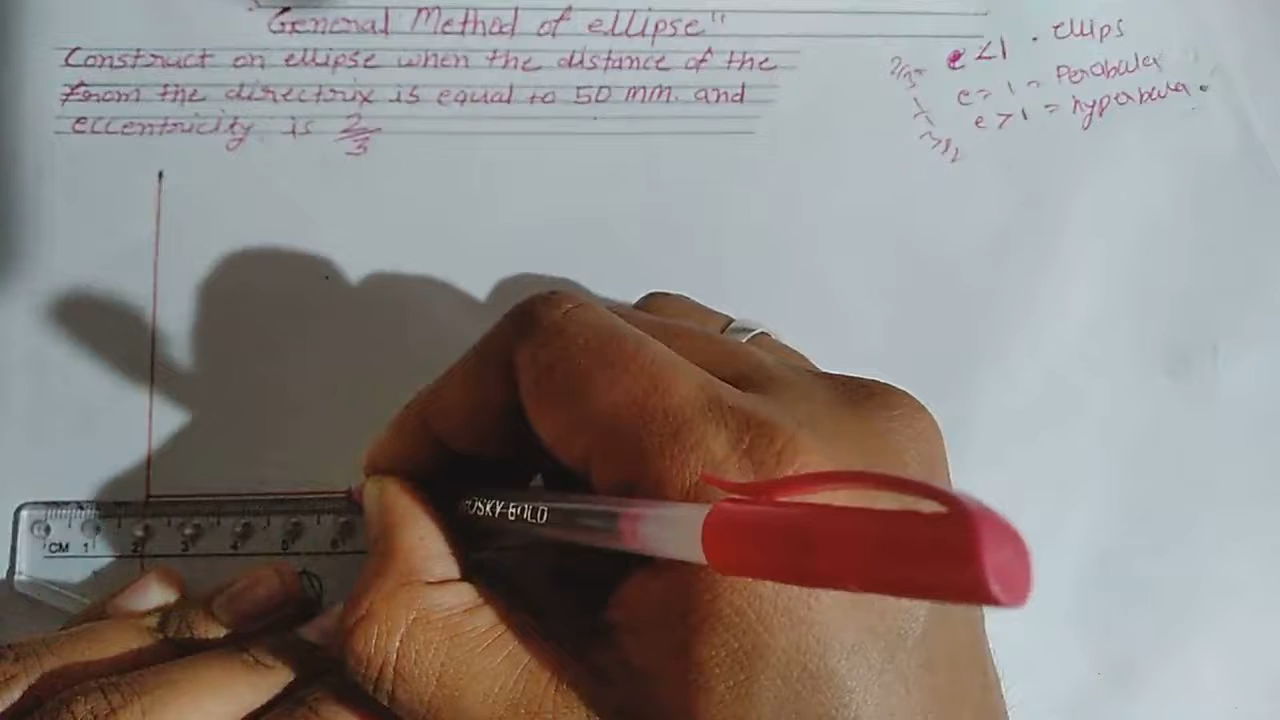 "General Method of ellipse"
Construct an ellipse when the distance of the
from the directrix is equal to 50 mm. and
eccentricity is 2/3
e<1 . ellips
e = 1 = Perabular
e > 1 = hyperbula.
CM 1 2 3 4 5 6
OSKY GOLD